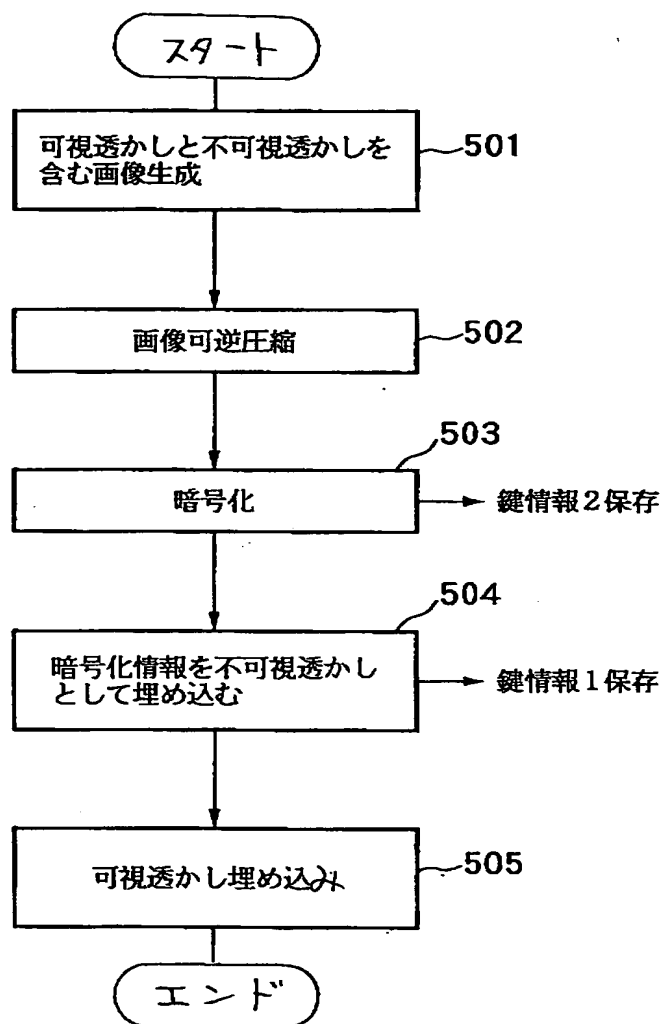 スタート
可視透かしと不可視透かしを
含む画像生成
501
画像可逆圧縮
502
503
暗号化
鍵情報2保存
504
暗号化情報を不可視透かし
として埋め込む
鍵情報1保存
可視透かし埋め込み
505
エンド